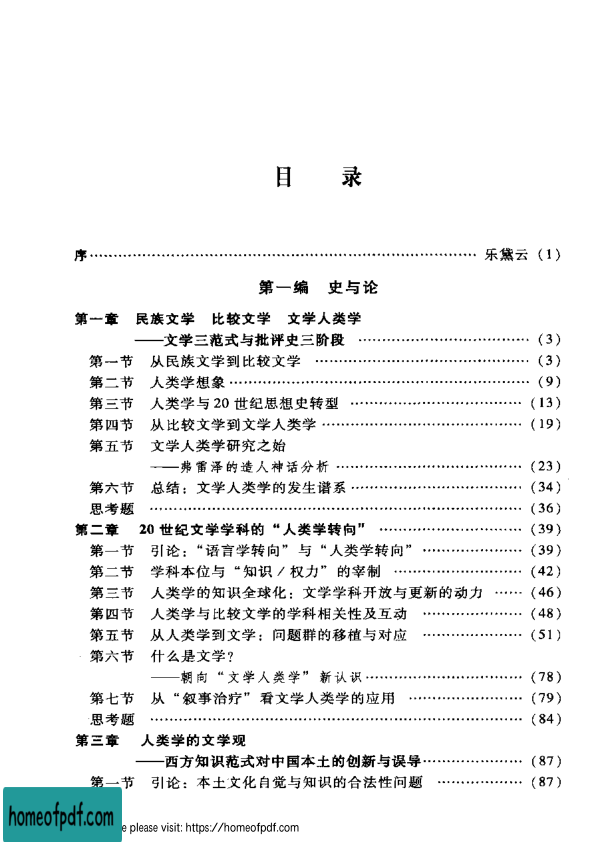 目 录
序…………………………………………………………… 乐黛云 (1)
第一编 史与论
第一章 民族文学 比较文学 文学人类学
——文学三范式与批评史三阶段 ………………………… (3)
第一节 从民族文学到比较文学 ……………………………… (3)
第二节 人类学想象………………………………………… (9)
第三节 人类学与20世纪思想史转型 ………………………… (13)
第四节 从比较文学到文学人类学…………………………… (19)
第五节 文学人类学研究之始
——弗雷泽的造人神话分析 ………………………… (23)
第六节 总结：文学人类学的发生谱系……………………… (34)
思考题 …………………………………………………… (36)
第二章 20世纪文学学科的“人类学转向” ………………… (39)
第一节 引论：“语言学转向”与“人类学转向”……………… (39)
第二节 学科本位与“知识/权力”的宰制 ………………… (42)
第三节 人类学的知识全球化：文学学科开放与更新的动力 …… (46)
第四节 人类学与比较文学的学科相关性及互动 …………… (48)
第五节 从人类学到文学：问题群的移植与对应 …………… (51)
第六节 什么是文学？
——朝向“文学人类学”新认识…………………… (78)
第七节 从“叙事治疗”看文学人类学的应用 ……………… (79)
思考题 …………………………………………………… (84)
第三章 人类学的文学观
——西方知识范式对中国本土的创新与误导……………… (87)
第一节 引论：本土文化自觉与知识的合法性问题 ………… (87)
homeofpdf.com
e please visit: https://homeofpdf.com